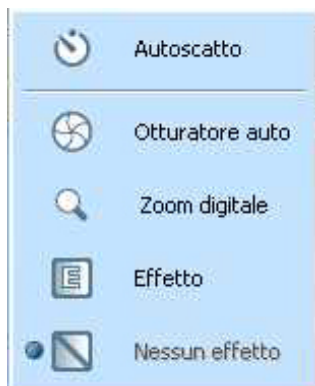 Autoscatto
Otturatore auto
Zoom digitale
Effetto
Nessun effetto